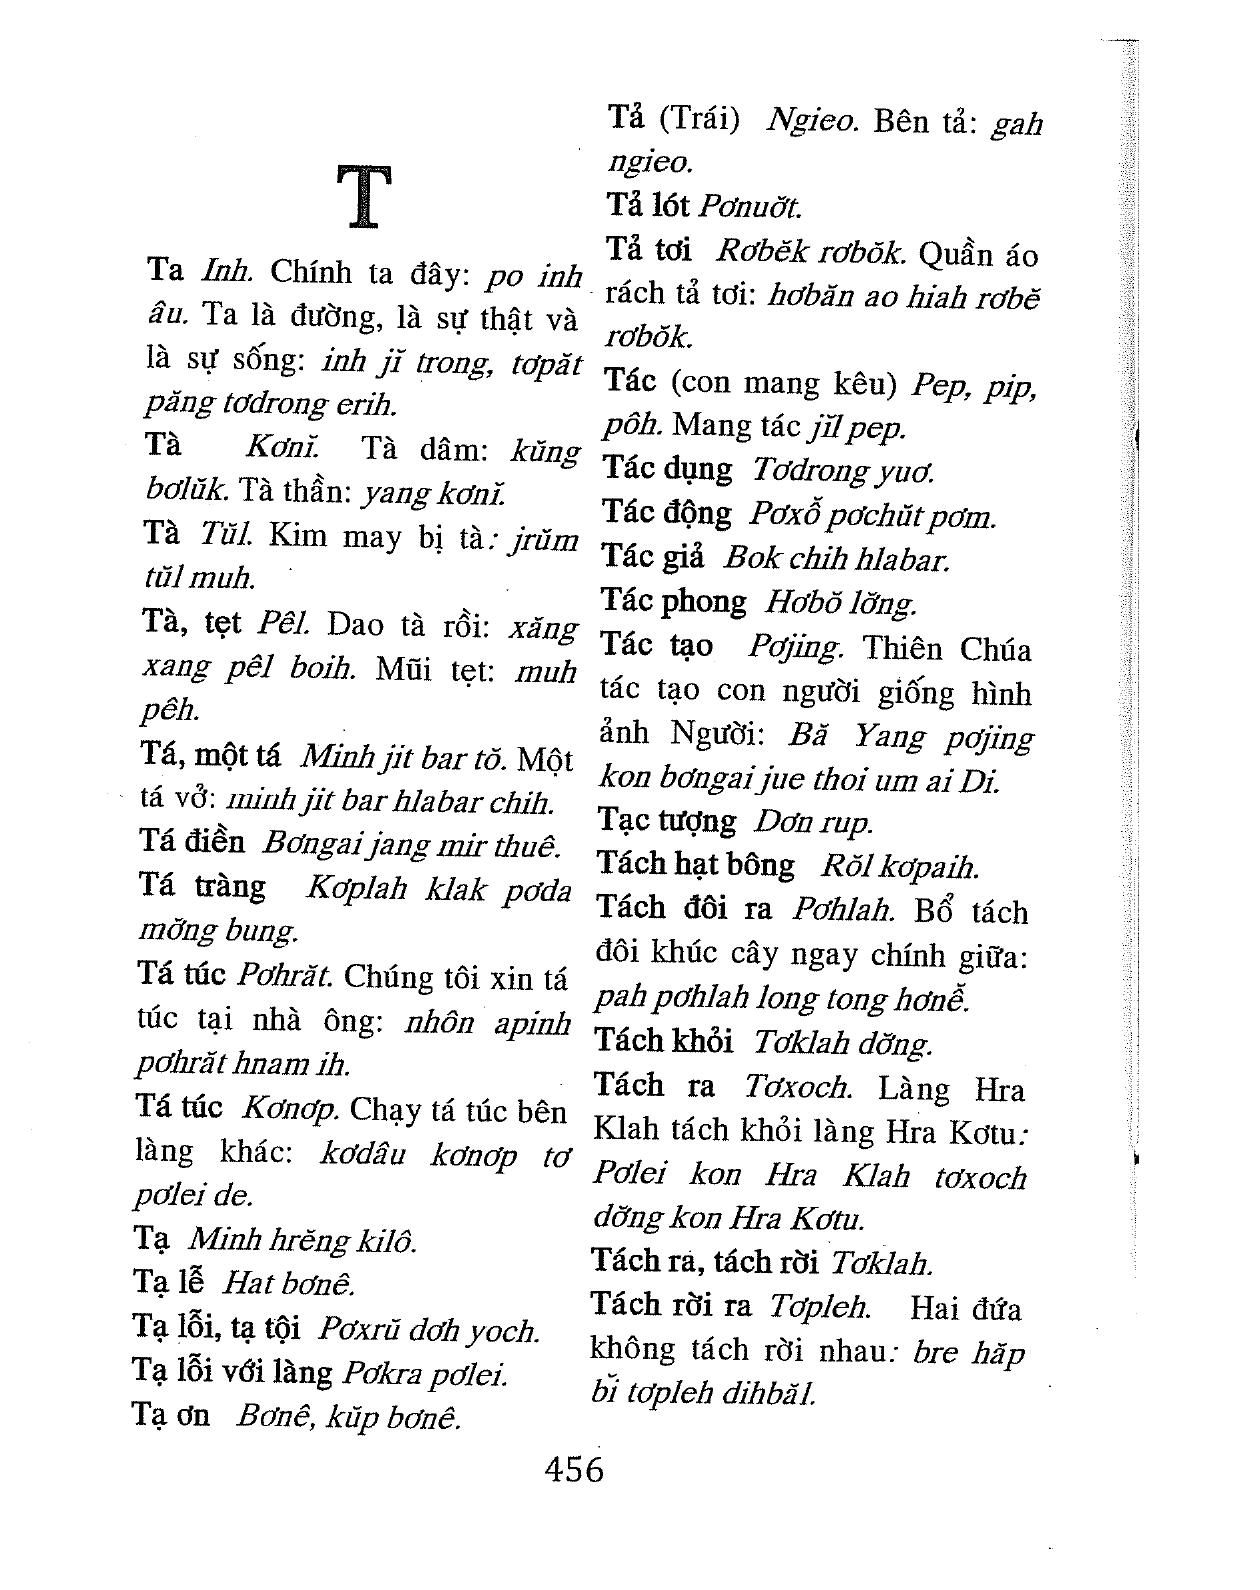 T
Ta Inh. Chính ta đây: po inh
âu. Ta là đường, là sự thật và
là sự sống: inh jĭ trong, tơpăt
păng tơdrong erih.
Tà Kơnĭ. Tà dâm: kŭng
bơlŭk. Tà thần: yang kơnĭ.
Tà Tŭl. Kim may bị tà: jrŭm
tŭl muh.
Tà, tẹt Pêl. Dao tà rồi: xăng
xang pêl boih. Mũi tẹt: muh
pêh.
Tá, một tá Minh jit bar tŏ. Một
tá vở: minh jit bar hlabar chih.
Tá điền Bơngai jang mir thuê.
Tá tràng Kơplah klak pơda
mơ̆ng bung.
Tá túc Pơhrăt. Chúng tôi xin tá
túc tại nhà ông: nhôn apinh
pơhrăt hnam ih.
Tá túc Kơnơp. Chạy tá túc bên
làng khác: kơdâu kơnơp tơ
pơlei de.
Tạ Minh hrĕng kilô.
Tạ lễ Hat bơnê.
Tạ lỗi, tạ tội Pơxrŭ dơh yoch.
Tạ lỗi với làng Pơkra pơlei.
Tạ ơn Bơnê, kŭp bơnê.
Tả (Trái) Ngieo. Bên tả: gah
ngieo.
Tả lót Pơnuơ̆t.
Tả tơi Rơbĕk rơbŏk. Quần áo
rách tả tơi: hơbăn ao hiah rơbĕ
rơbŏk.
Tác (con mang kêu) Pep, pip,
pôh. Mang tác jĭl pep.
Tác dụng Tơdrong yuơ.
Tác động Pơxô̆ pơchŭt pơm.
Tác giả Bok chih hlabar.
Tác phong Hơbŏ lơ̆ng.
Tác tạo Pơjing. Thiên Chúa
tác tạo con người giống hình
ảnh Người: Bă Yang pơjing
kon bơngai jue thoi um ai Di.
Tạc tượng Dơn rup.
Tách hạt bông Rŏl kơpaih.
Tách đôi ra Pơhlah. Bổ tách
đôi khúc cây ngay chính giữa:
pah pơhlah long tong hơnê̆.
Tách khỏi Tơklah dơ̆ng.
Tách ra Tơxoch. Làng Hra
Klah tách khỏi làng Hra Kơtu:
Pơlei kon Hra Klah tơxoch
dơ̆ng kon Hra Kơtu.
Tách ra, tách rời Tơklah.
Tách rời ra Tơpleh. Hai đứa
không tách rời nhau: bre hăp
bĭ tơpleh dihbăl.
456